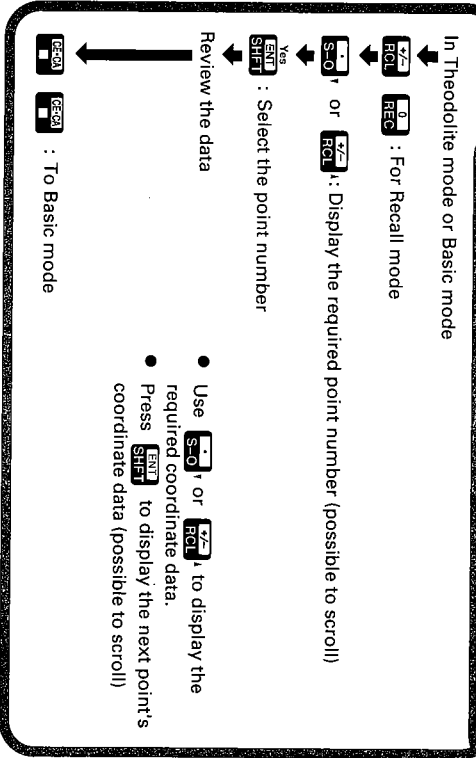 In Theodolite mode or Basic mode
+/- RCL 0 REC : For Recall mode
· S-O ▼ or +/- RCL ▲ : Display the required point number (possible to scroll)
Yes
ENT SHFT : Select the point number
Review the data
● Use · S-O ▼ or +/- RCL ▲ to display the
required coordinate data.
● Press ENT SHFT to display the next point's
coordinate data (possible to scroll)
CE·CA CE·CA : To Basic mode